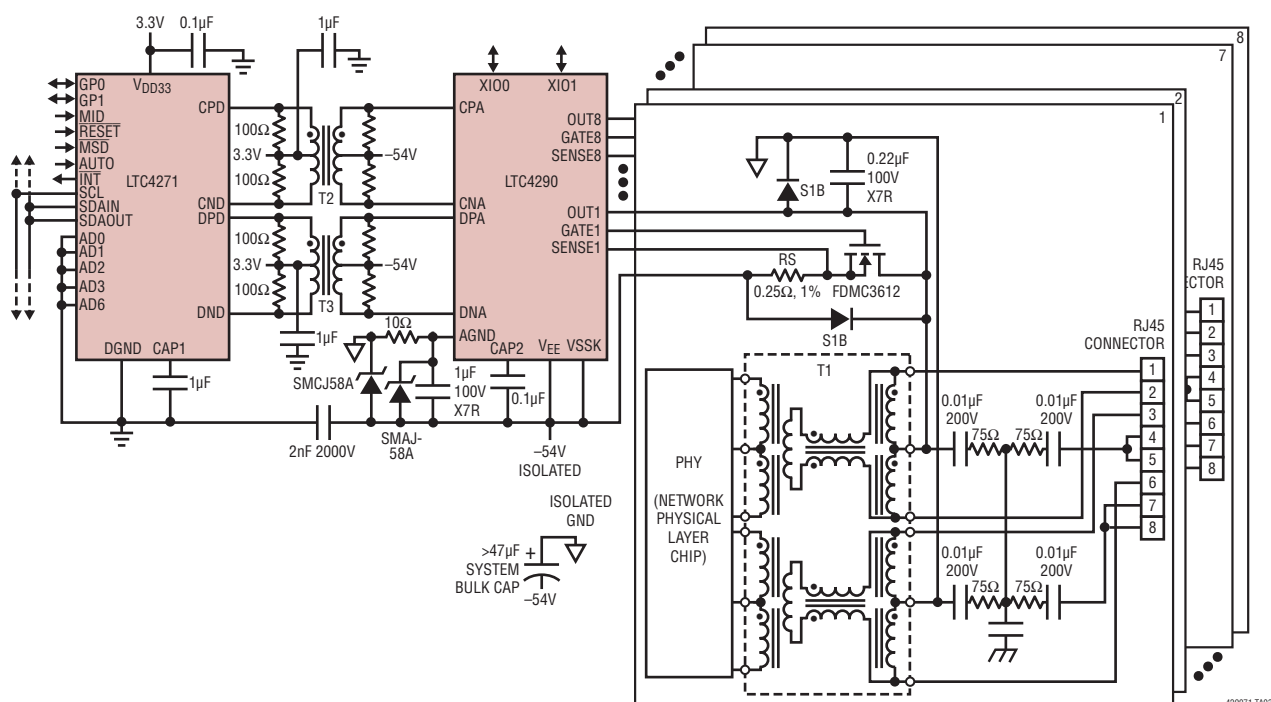 3.3V
0.1µF
1µF
8
7
2
1
VDD33
XIO0
XIO1
GP0
GP1
MID
RESET
MSD
AUTO
INT
SCL
SDAIN
SDAOUT
AD0
AD1
AD2
AD3
AD6
LTC4271
CPD
CND
DPD
DND
DGND
CAP1
1µF
100Ω
3.3V
100Ω
T2
–54V
100Ω
3.3V
100Ω
T3
–54V
1µF
CPA
CNA
DPA
DNA
LTC4290
OUT8
GATE8
SENSE8
OUT1
GATE1
SENSE1
AGND
CAP2
VEE
VSSK
10Ω
SMCJ58A
SMAJ-
58A
1µF
100V
X7R
0.1µF
2nF 2000V
–54V
ISOLATED
ISOLATED
GND
>47µF
+
SYSTEM
BULK CAP
–54V
S1B
0.22µF
100V
X7R
RS
0.25Ω, 1%
FDMC3612
S1B
T1
PHY
(NETWORK
PHYSICAL
LAYER
CHIP)
0.01µF
200V
75Ω
75Ω
0.01µF
200V
0.01µF
200V
75Ω
75Ω
0.01µF
200V
RJ45
CONNECTOR
1
2
3
4
5
6
7
8
RJ45
CTOR
1
2
3
4
5
6
7
8